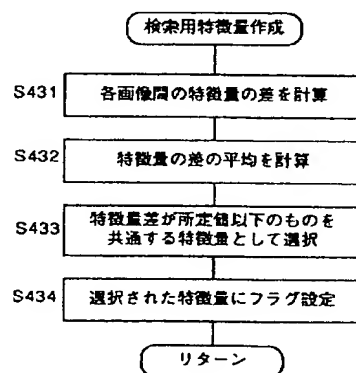 検索用特徴量作成
S431
各画像間の特徴量の差を計算
S432
特徴量の差の平均を計算
S433
特徴量差が所定値以下のものを
共通する特徴量として選択
S434
選択された特徴量にフラグ設定
リターン